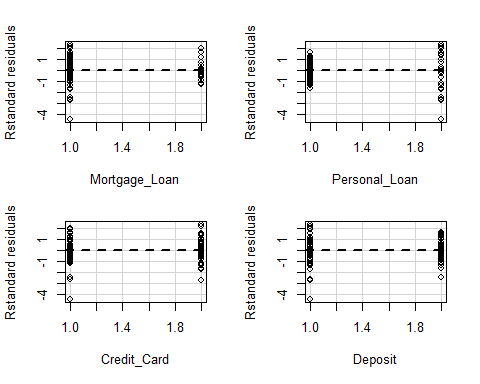 Rstandard residuals
1
-1
-4
1.0 1.4 1.8
Mortgage_Loan
Rstandard residuals
1
-1
-4
1.0 1.4 1.8
Personal_Loan
Rstandard residuals
1
-1
-4
1.0 1.4 1.8
Credit_Card
Rstandard residuals
1
-1
-4
1.0 1.4 1.8
Deposit